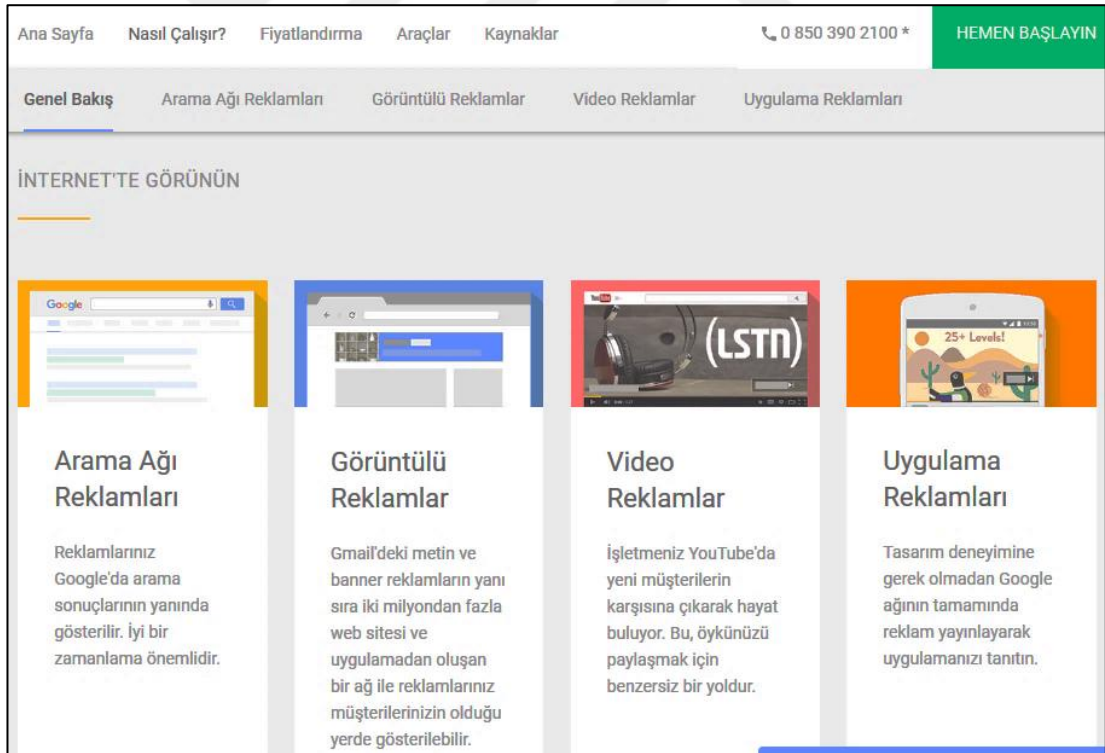 Ana Sayfa Nasıl Çalışır? Fiyatlandırma Araçlar Kaynaklar 0 850 390 2100 * HEMEN BAŞLAYIN
Genel Bakış Arama Ağı Reklamları Görüntülü Reklamlar Video Reklamlar Uygulama Reklamları
İNTERNET'TE GÖRÜNÜN
Google
YouTube
(LSTN)
25+ Levels!
Arama Ağı
Reklamları
Reklamlarınız
Google'da arama
sonuçlarının yanında
gösterilir. İyi bir
zamanlama önemlidir.
Görüntülü
Reklamlar
Gmail'deki metin ve
banner reklamların yanı
sıra iki milyondan fazla
web sitesi ve
uygulamadan oluşan
bir ağ ile reklamlarınız
müşterilerinizin olduğu
yerde gösterilebilir.
Video
Reklamlar
İşletmeniz YouTube'da
yeni müşterilerin
karşısına çıkarak hayat
buluyor. Bu, öykünüzü
paylaşmak için
benzersiz bir yoldur.
Uygulama
Reklamları
Tasarım deneyimine
gerek olmadan Google
ağının tamamında
reklam yayınlayarak
uygulamanızı tanıtın.